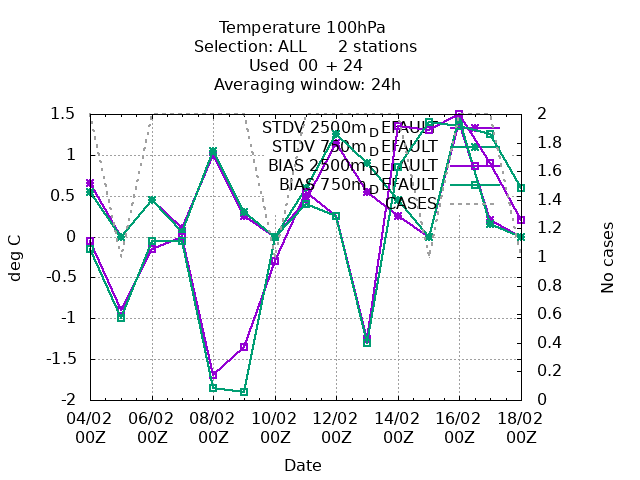 Temperature 100hPa
Selection: ALL 2 stations
Used 00 + 24
Averaging window: 24h
STDV 2500m_DEFAULT
STDV 750m_DEFAULT
BIAS 2500m_DEFAULT
BIAS 750m_DEFAULT
CASES
deg C
1.5
1
0.5
0
-0.5
-1
-1.5
-2
No cases
2
1.8
1.6
1.4
1.2
1
0.8
0.6
0.4
0.2
0
04/02 06/02 08/02 10/02 12/02 14/02 16/02 18/02
00Z 00Z 00Z 00Z 00Z 00Z 00Z 00Z
Date